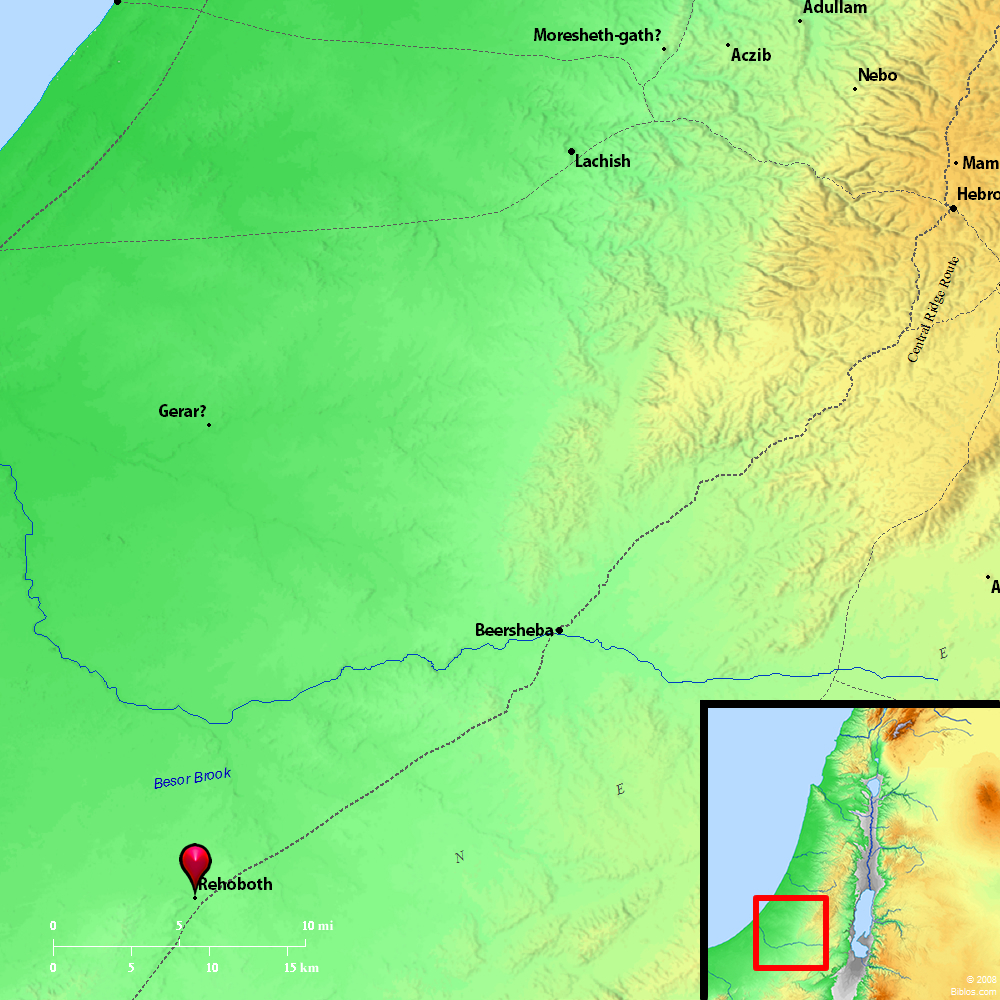 Adullam
Moresheth-gath?
Aczib
Nebo
Lachish
Mam
Hebro
Central Ridge Route
Gerar?
A
Beersheba
E
Besor Brook
E
N
Rehoboth
0 5 10 mi
0 5 10 15 km
© 2008
Biblos.com